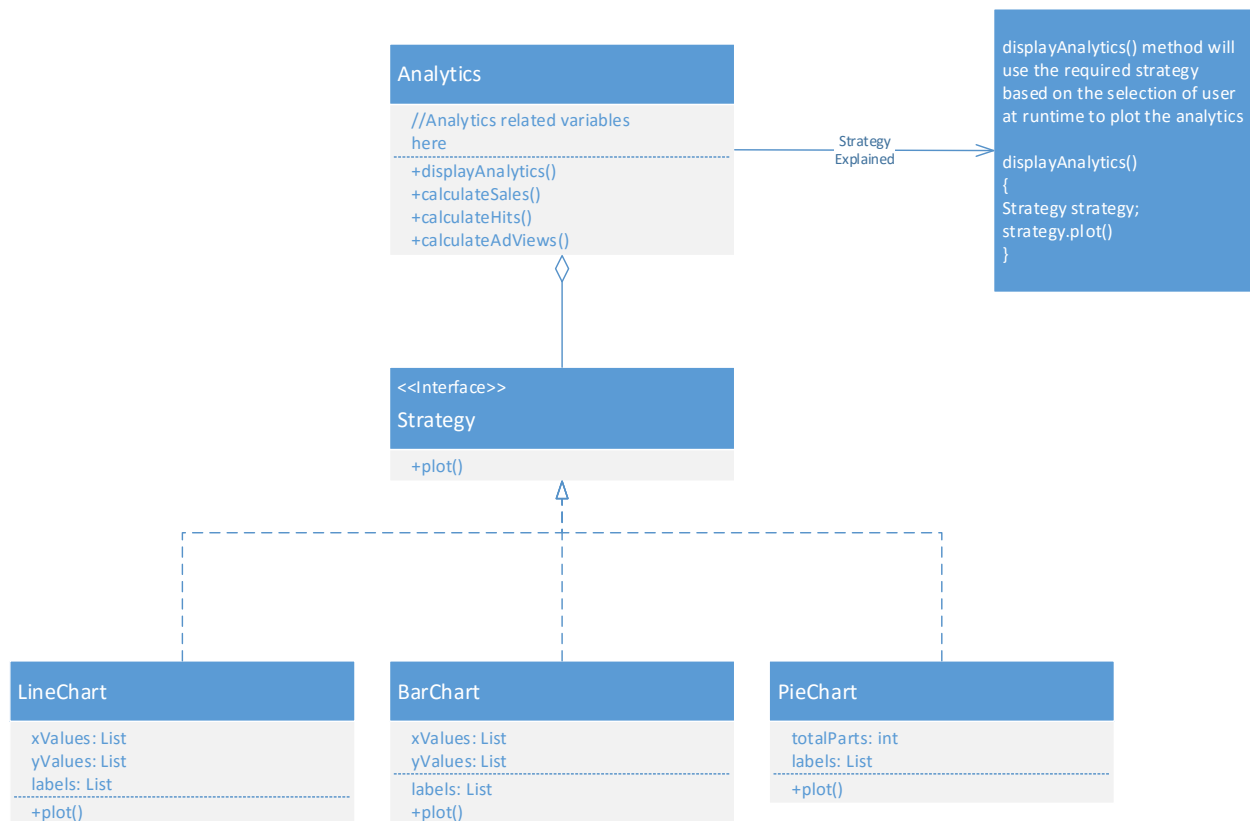 Analytics
//Analytics related variables
here
+displayAnalytics()
+calculateSales()
+calculateHits()
+calculateAdViews()
Strategy
Explained
displayAnalytics() method will
use the required strategy
based on the selection of user
at runtime to plot the analytics
displayAnalytics()
{
Strategy strategy;
strategy.plot()
}
<<Interface>>
Strategy
+plot()
LineChart
xValues: List
yValues: List
labels: List
+plot()
BarChart
xValues: List
yValues: List
labels: List
+plot()
PieChart
totalParts: int
labels: List
+plot()